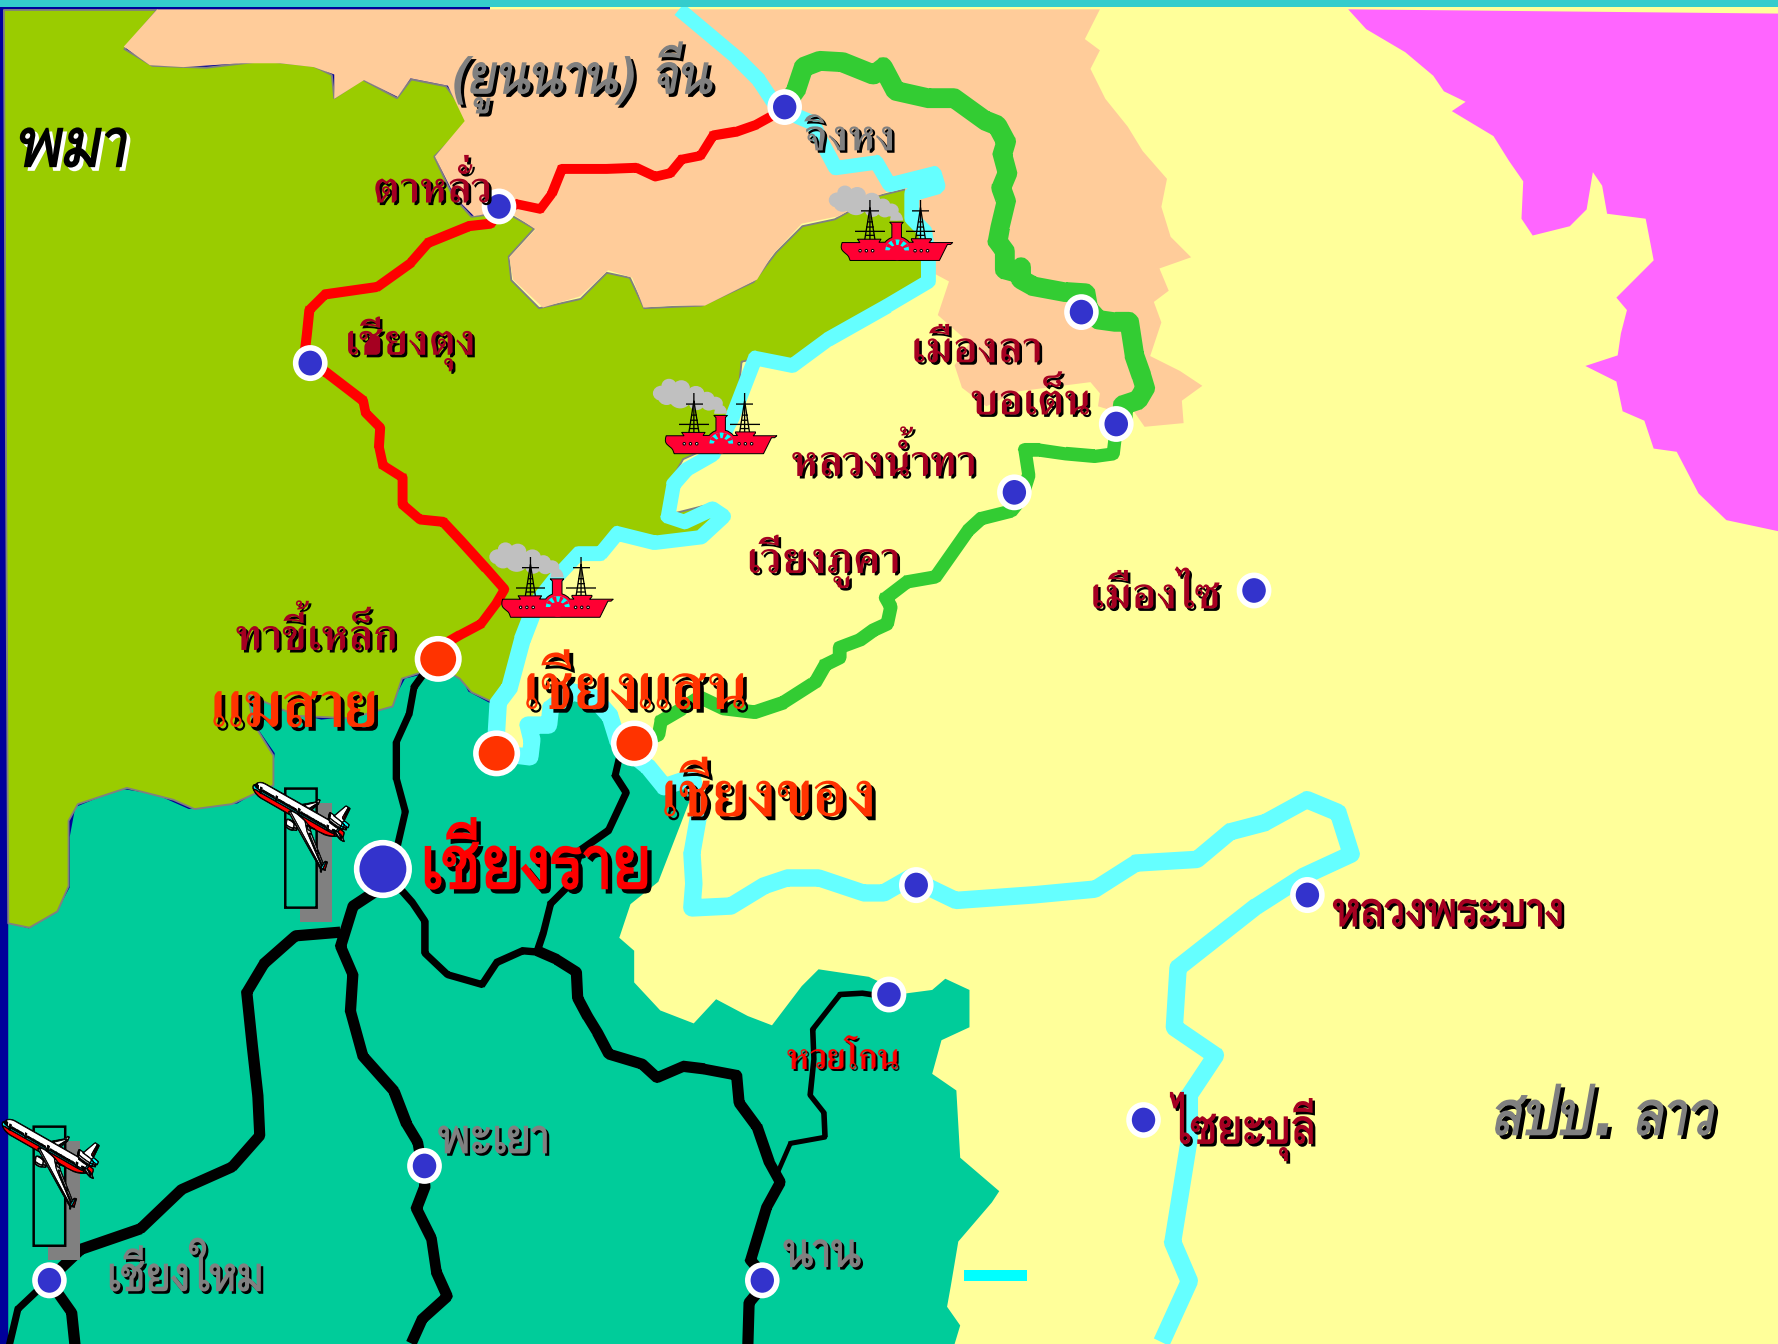 (ยูนนาน) จีน
พม่า
จิงหง
ตาหลั่ว
เชียงตุง
เมืองลา
บอเต็น
หลวงน้ำทา
เวียงภูคา
เมืองไซ
ทาขี้เหล็ก
เชียงแสน
แมสาย
เชียงของ
เชียงราย
หลวงพระบาง
หวยโกน
ไซยะบุลี
สปป. ลาว
พะเยา
นาน
เชียงใหม